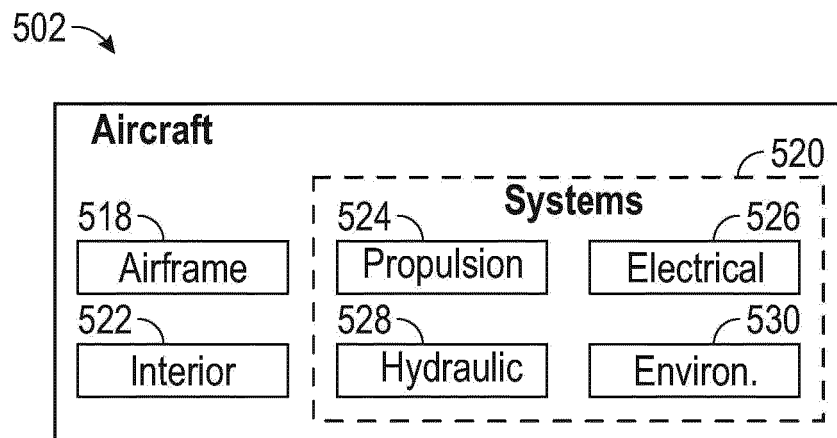 502
Aircraft
520
Systems
518
524
526
Airframe
Propulsion
Electrical
522
528
530
Interior
Hydraulic
Environ.